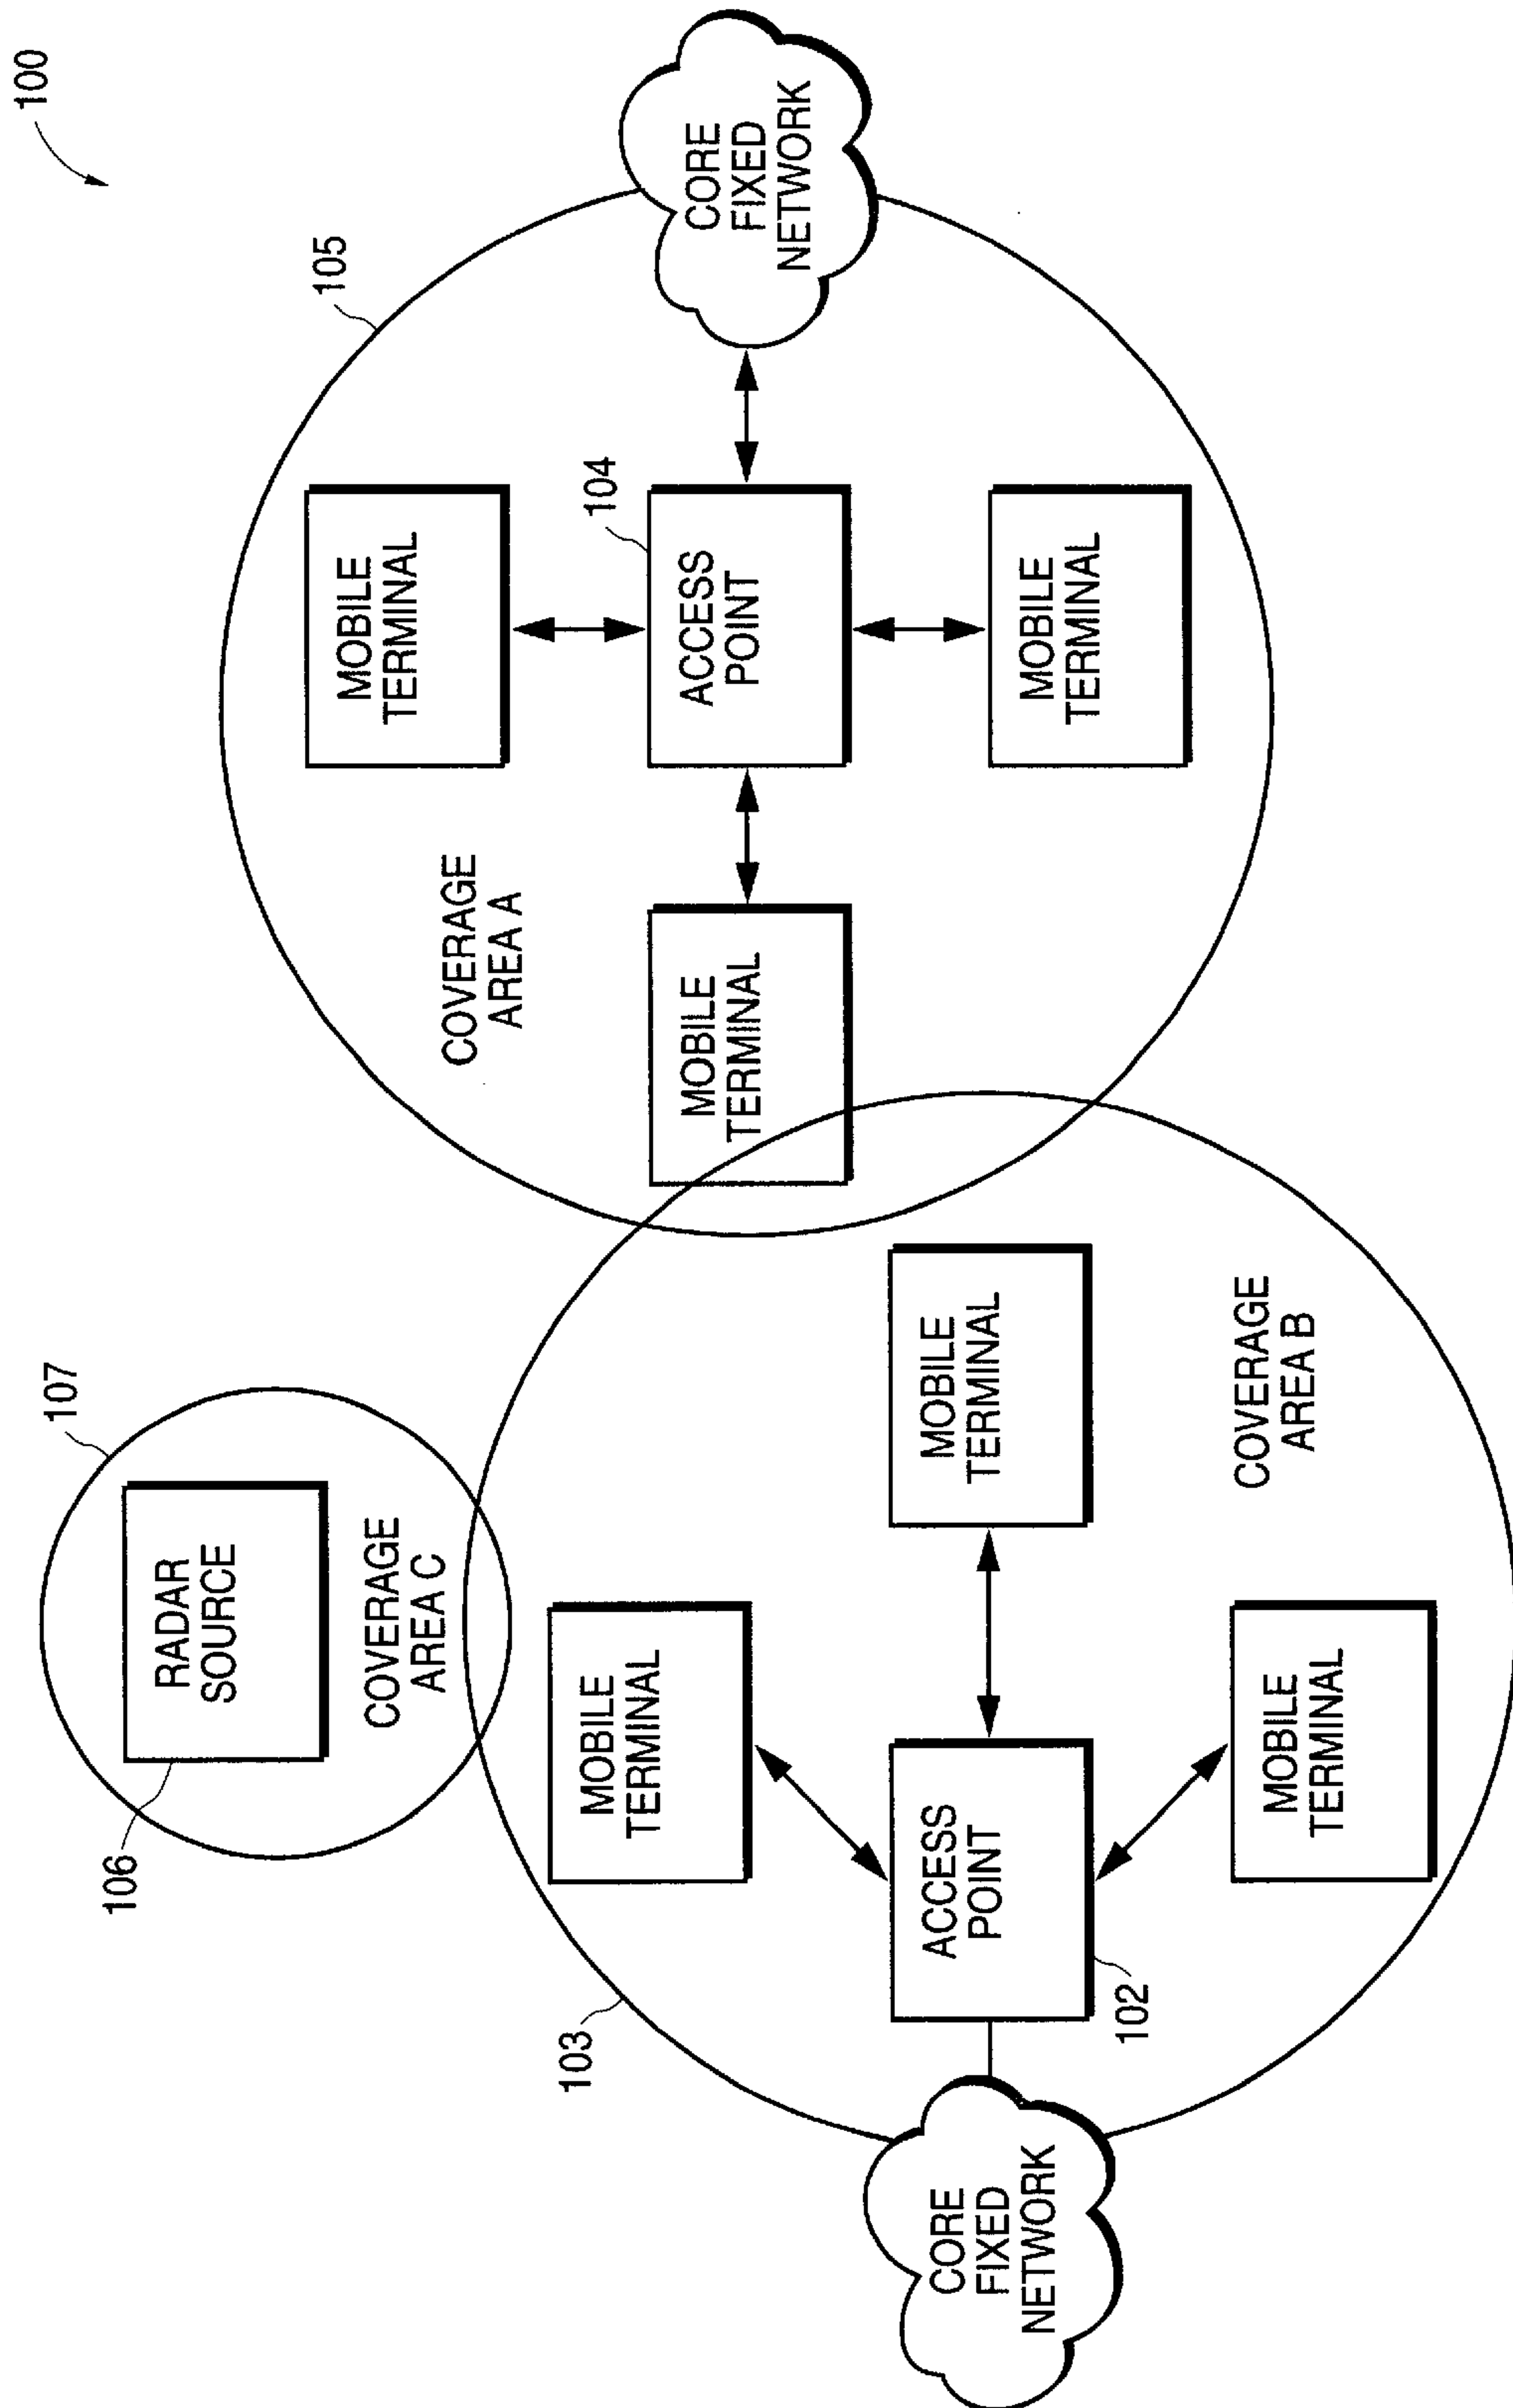 100
107
RADAR
SOURCE
106
COVERAGE
AREA C
105
MOBILE
TERMINAL
COVERAGE
AREA A
103
MOBILE
TERMINAL
MOBILE
TERMINAL
104
ACCESS
POINT
CORE
FIXED
NETWORK
CORE
FIXED
NETWORK
ACCESS
POINT
102
MOBILE
TERMINAL
MOBILE
TERMINAL
MOBILE
TERMINAL
COVERAGE
AREA B